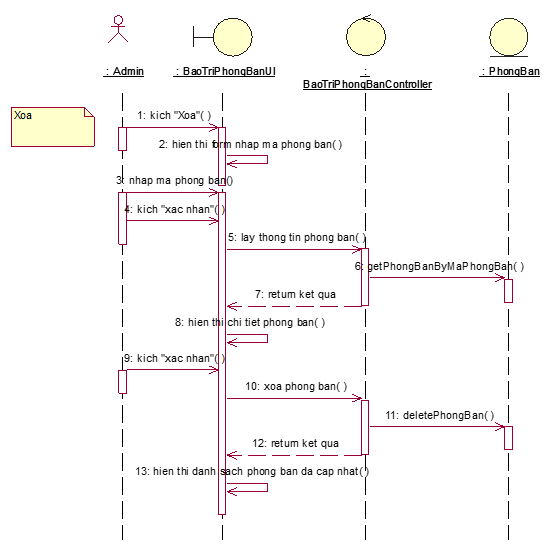 : Admin
: BaoTriPhongBanUI
:
BaoTriPhongBanController
: PhongBan
Xoa
1: kich "Xoa"( )
2: hien thi form nhap ma phong ban( )
3: nhap ma phong ban()
4: kich "xac nhan"( )
5: lay thong tin phong ban( )
6: getPhongBanByMaPhongBan( )
7: return ket qua
8: hien thi chi tiet phong ban( )
9: kich "xac nhan"( )
10: xoa phong ban( )
11: deletePhongBan( )
12: return ket qua
13: hien thi danh sach phong ban da cap nhat( )